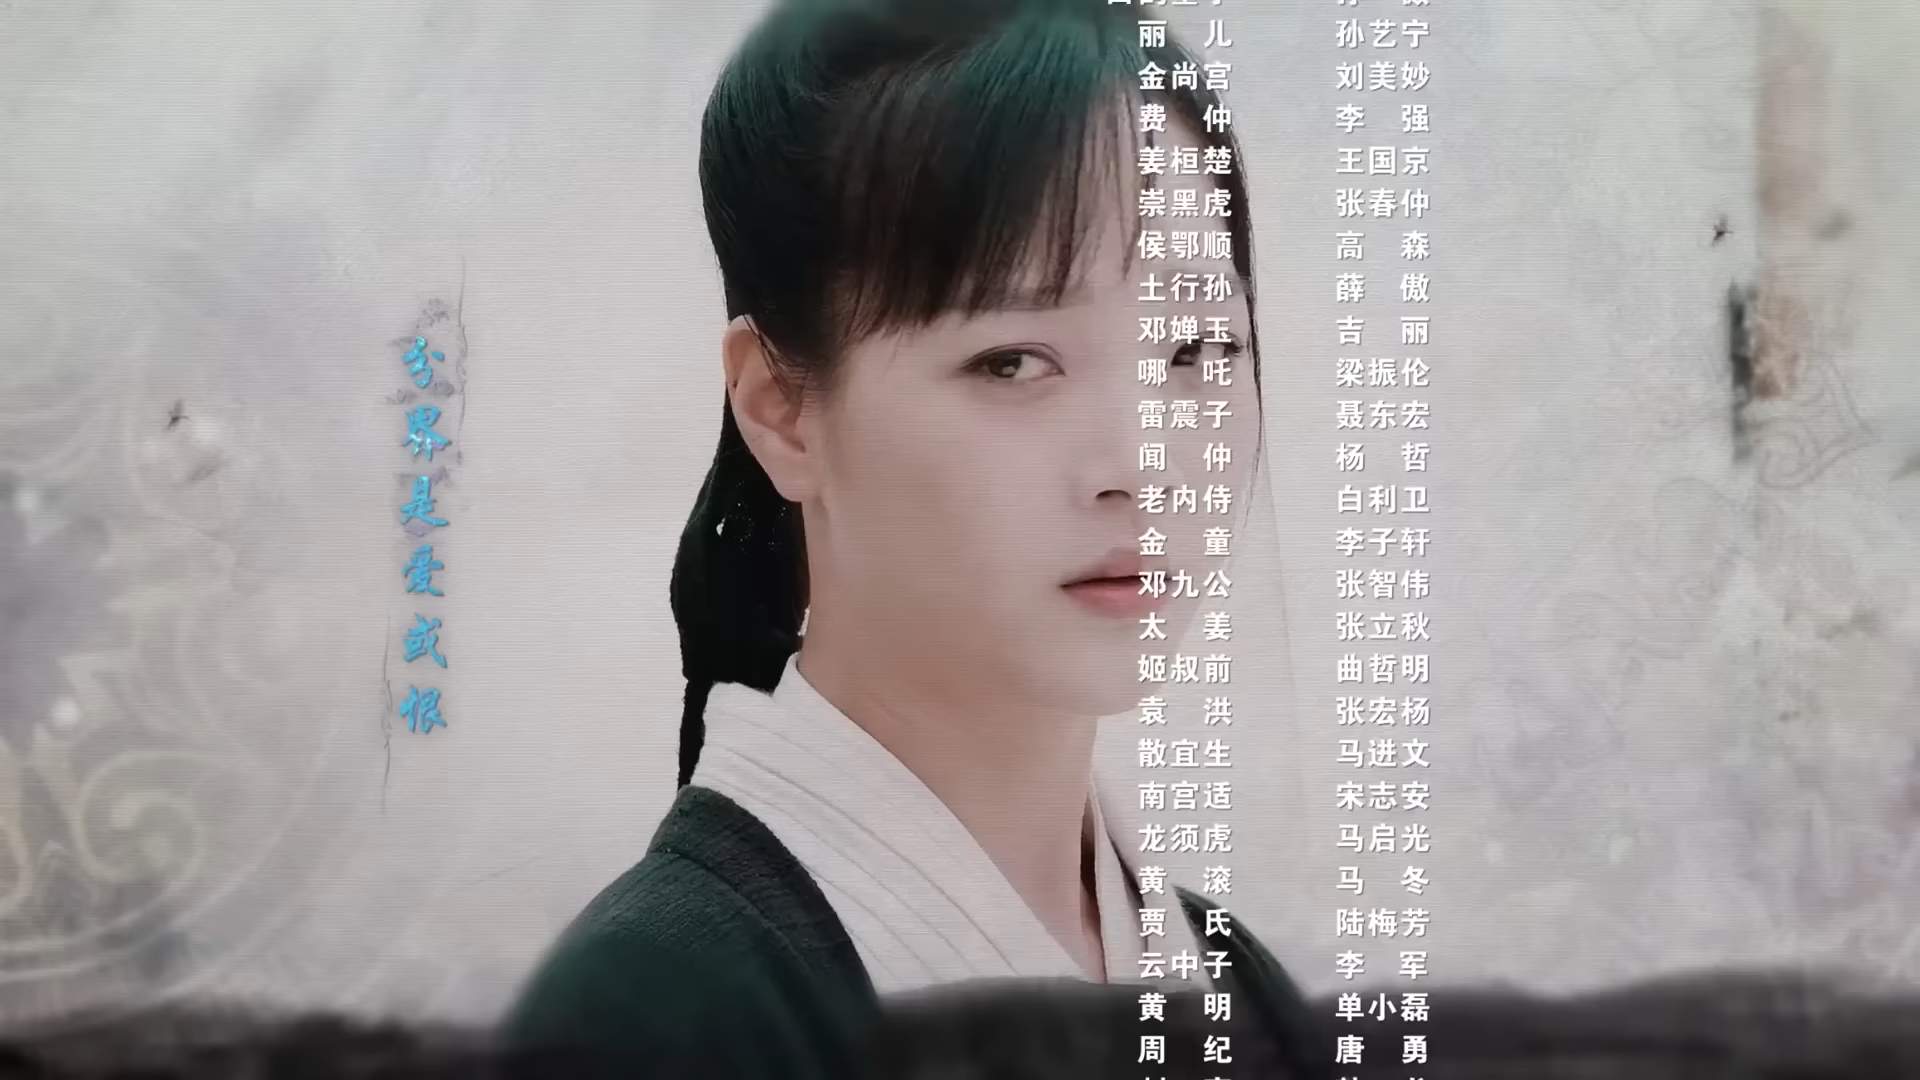 分界是爱或恨
丽儿 孙艺宁
金尚宫 刘美妙
费仲 李强
姜桓楚 王国京
崇黑虎 张春仲
侯鄂顺 高森
土行孙 薛傲
邓婵玉 吉丽
哪吒 梁振伦
雷震子 聂东宏
闻仲 杨哲
老内侍 白利卫
金童 李子轩
邓九公 张智伟
太姜 张立秋
姬叔前 曲哲明
袁洪 张宏杨
散宜生 马进文
南宫适 宋志安
龙须虎 马启光
黄滚 马冬
贾氏 陆梅芳
云中子 李军
黄明 单小磊
周纪 唐勇